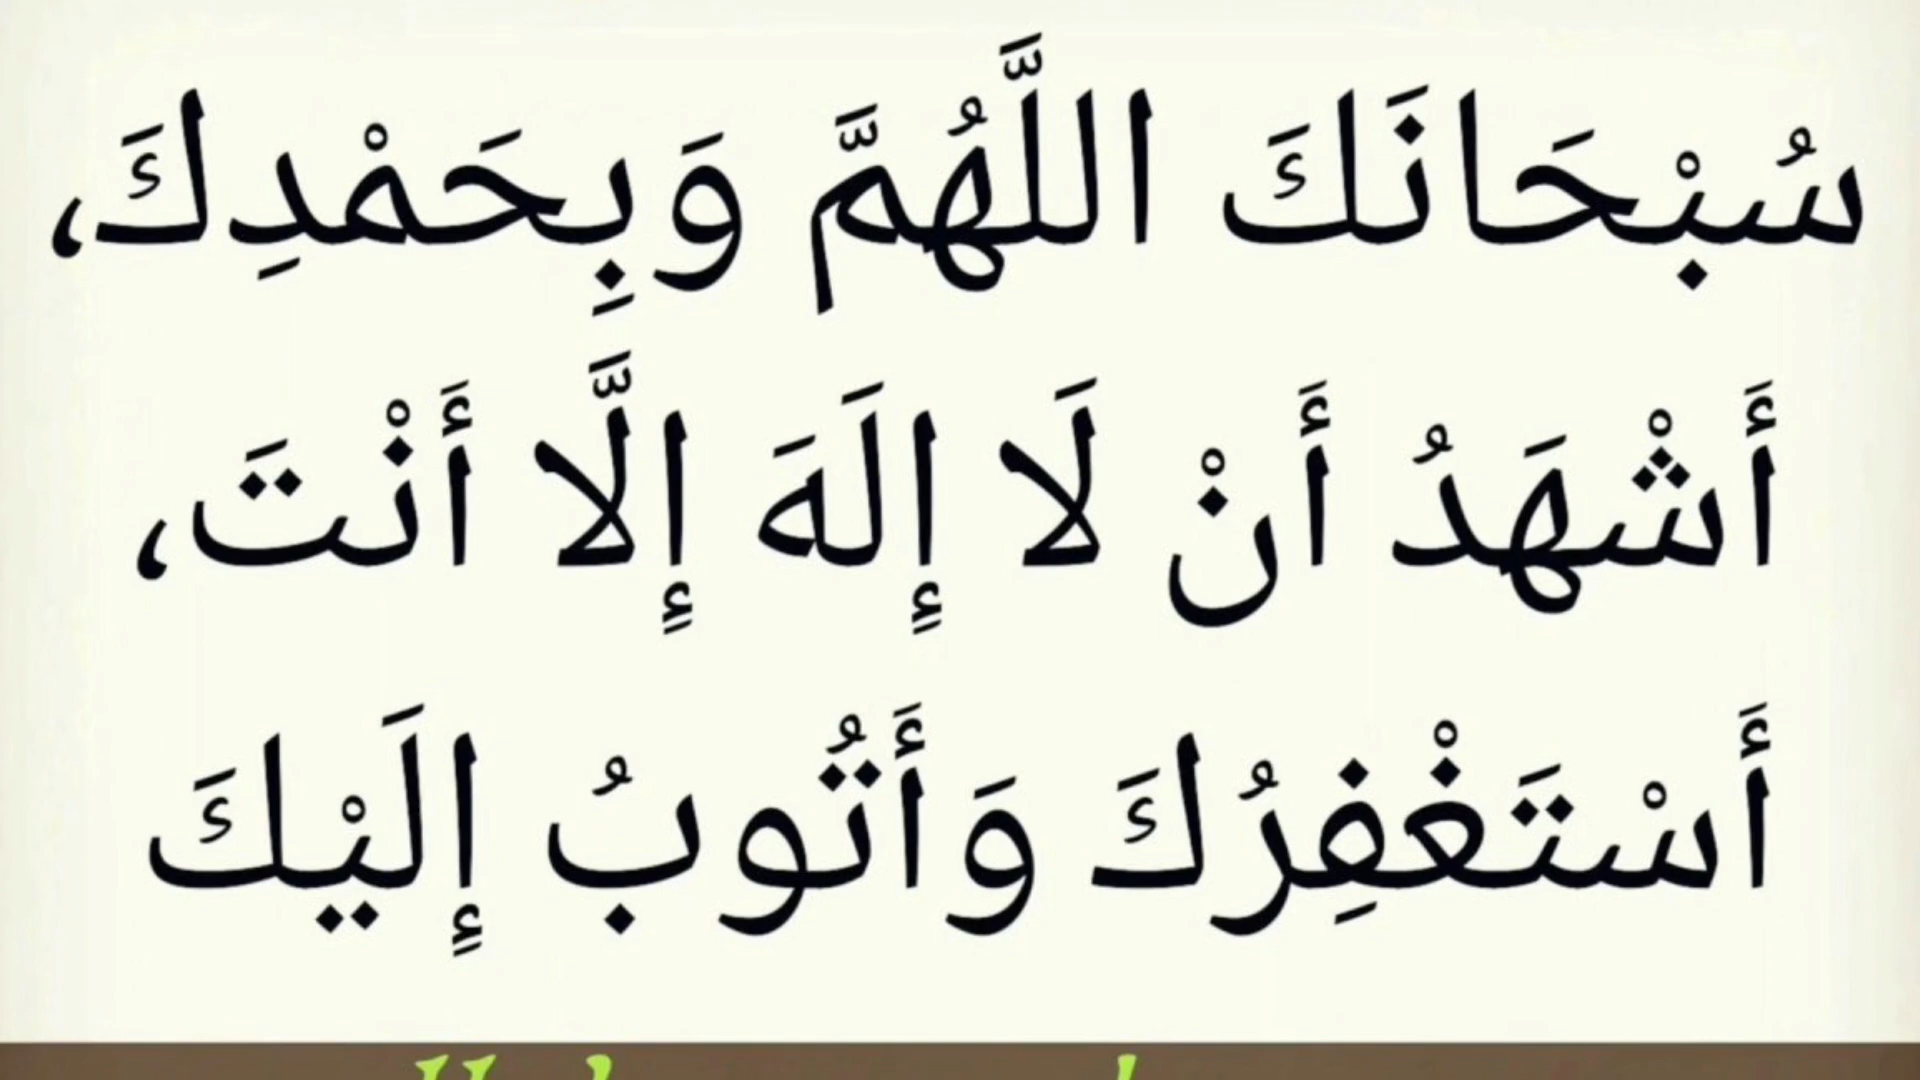 سُبْحَانَكَ اللَّهُمَّ وَبِحَمْدِكَ،
أَشْهَدُ أَنْ لَا إِلَهَ إِلَّا أَنْتَ،
أَسْتَغْفِرُكَ وَأَتُوبُ إِلَيْكَ